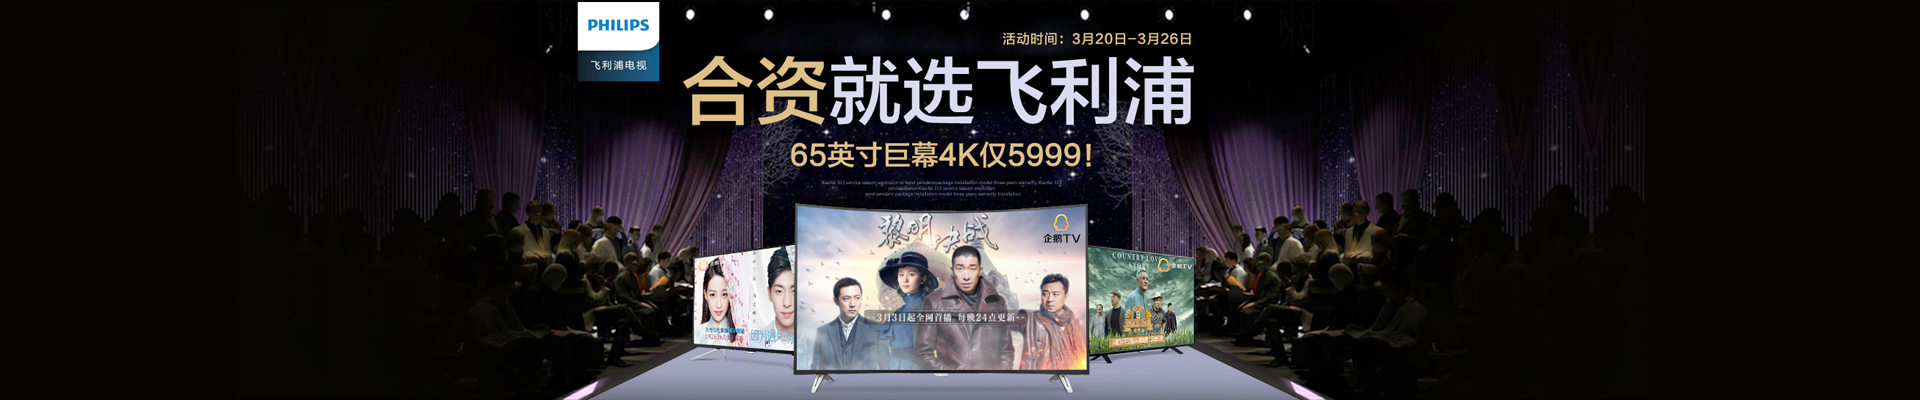 PHILIPS
飞利浦电视
活动时间：3月20日-3月26日
合资就选飞利浦
65英寸巨幕4K仅5999！
黎明决战
企鹅TV
--3月3日起全网首播 每晚24点更新--
COUNTRY LOVE
STORY
企鹅TV